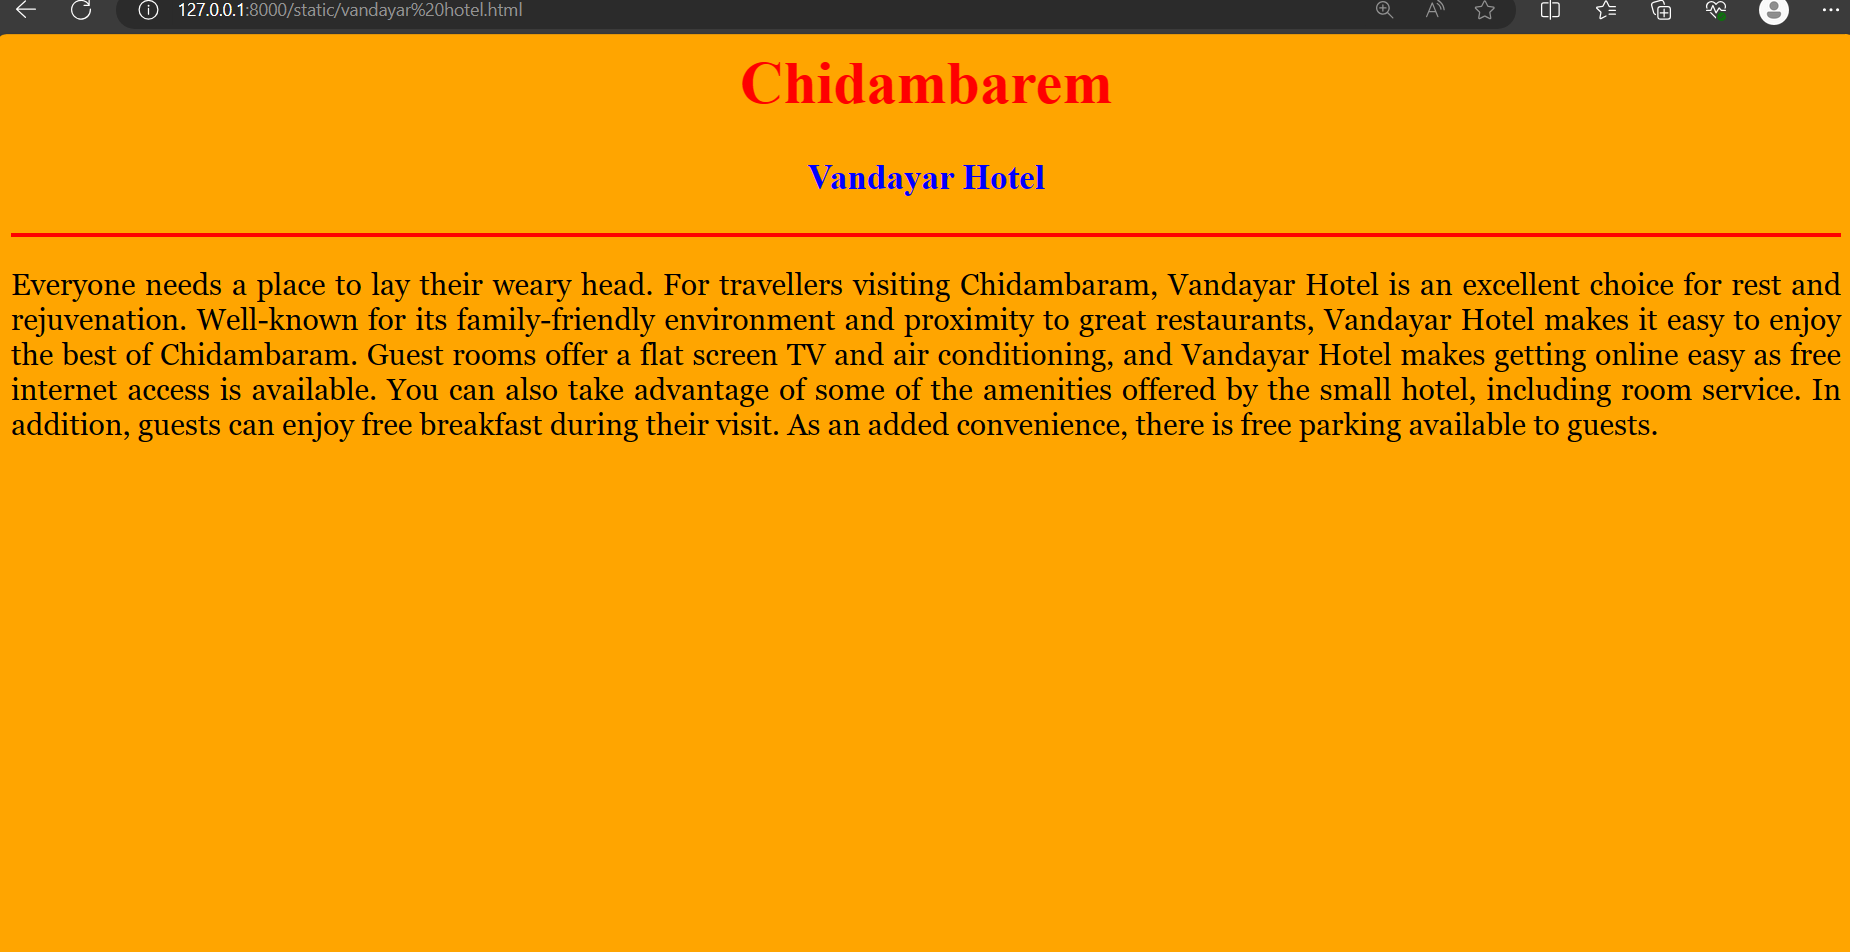 127.0.0.1:8000/static/vandayar%20hotel.html
Chidambarem
Vandayar Hotel
Everyone needs a place to lay their weary head. For travellers visiting Chidambaram, Vandayar Hotel is an excellent choice for rest and
rejuvenation. Well-known for its family-friendly environment and proximity to great restaurants, Vandayar Hotel makes it easy to enjoy
the best of Chidambaram. Guest rooms offer a flat screen TV and air conditioning, and Vandayar Hotel makes getting online easy as free
internet access is available. You can also take advantage of some of the amenities offered by the small hotel, including room service. In
addition, guests can enjoy free breakfast during their visit. As an added convenience, there is free parking available to guests.